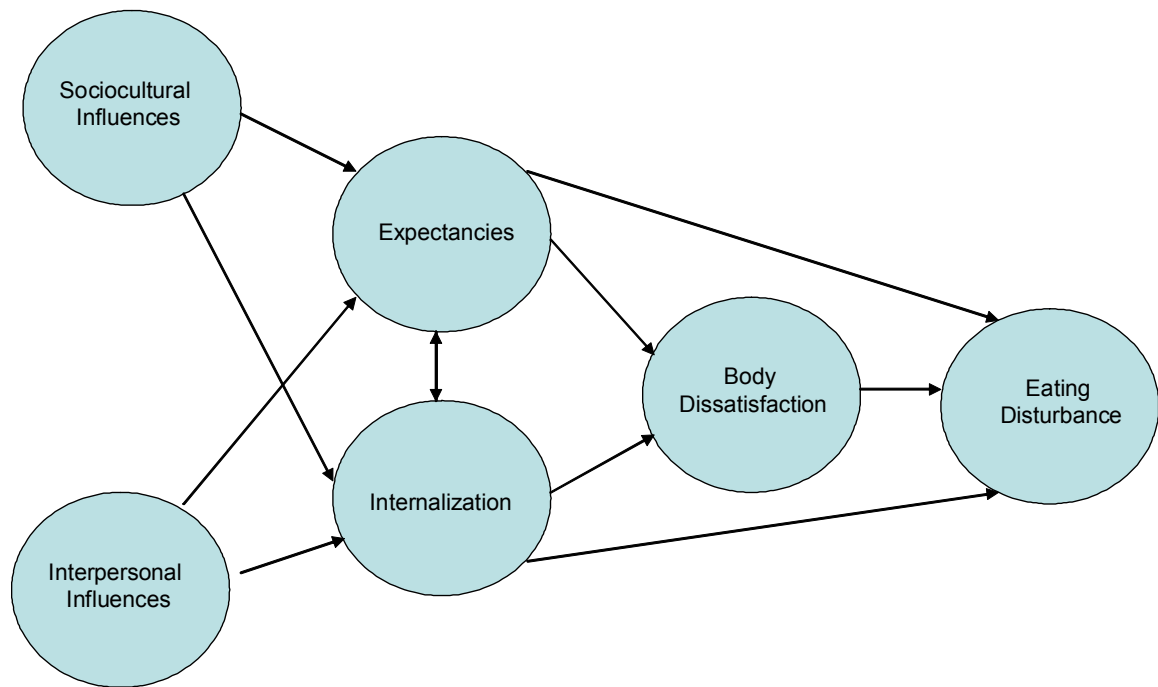 Sociocultural
Influences
Expectancies
Body
Dissatisfaction
Eating
Disturbance
Internalization
Interpersonal
Influences